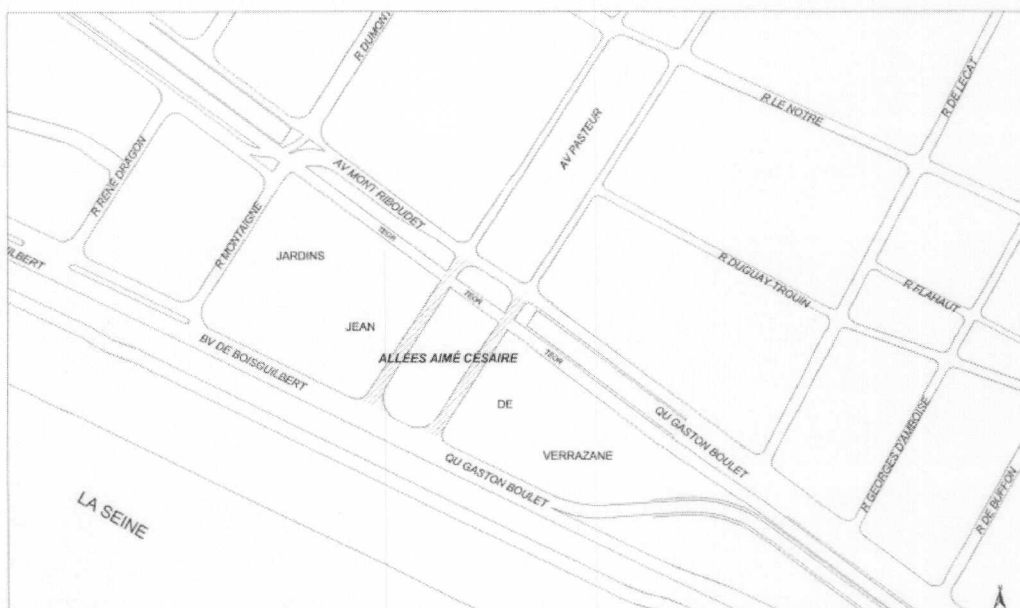 R DUMONT
R DE LECAT
R LE NOTRE
AV PASTEUR
R RENÉ DRAGON
AV MONT RIBOUDET
R MONTAIGNE
TEOR
JARDINS
R DUGUAY TROUIN
R FLAHAUT
TEOR
JEAN
BV DE BOISGUILBERT
ALLÉES AIMÉ CÉSAIRE
TEOR
DE
QU GASTON BOULET
R GEORGES D'AMBOISE
VERRAZANE
QU GASTON BOULET
R DE BUFFON
LA SEINE